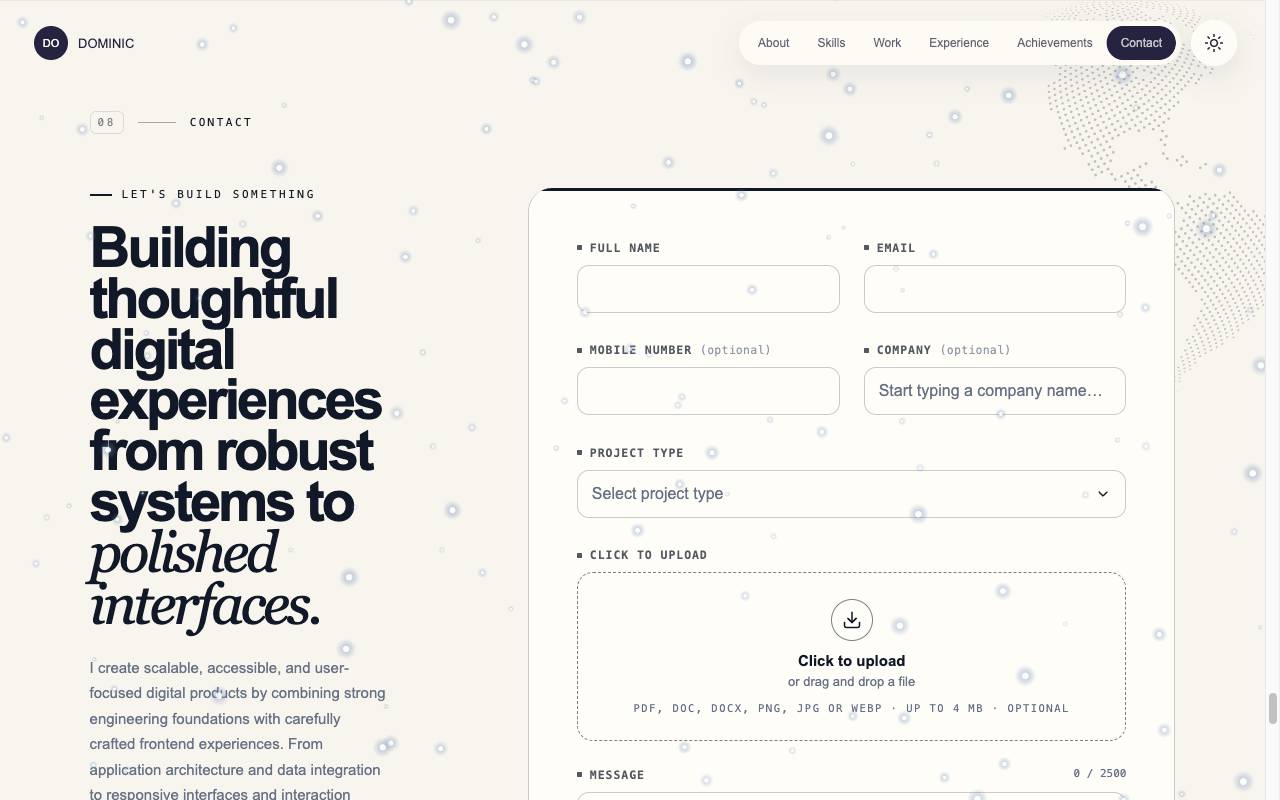 DO DOMINIC
About Skills Work Experience Achievements Contact
08 CONTACT
LET'S BUILD SOMETHING
Building
thoughtful
digital
experiences
from robust
systems to
polished
interfaces.
I create scalable, accessible, and user-
focused digital products by combining strong
engineering foundations with carefully
crafted frontend experiences. From
application architecture and data integration
to responsive interfaces and interaction
FULL NAME
EMAIL
MOBILE NUMBER (optional)
COMPANY (optional)
Start typing a company name…
PROJECT TYPE
Select project type
CLICK TO UPLOAD
Click to upload
or drag and drop a file
PDF, DOC, DOCX, PNG, JPG OR WEBP · UP TO 4 MB · OPTIONAL
MESSAGE 0 / 2500